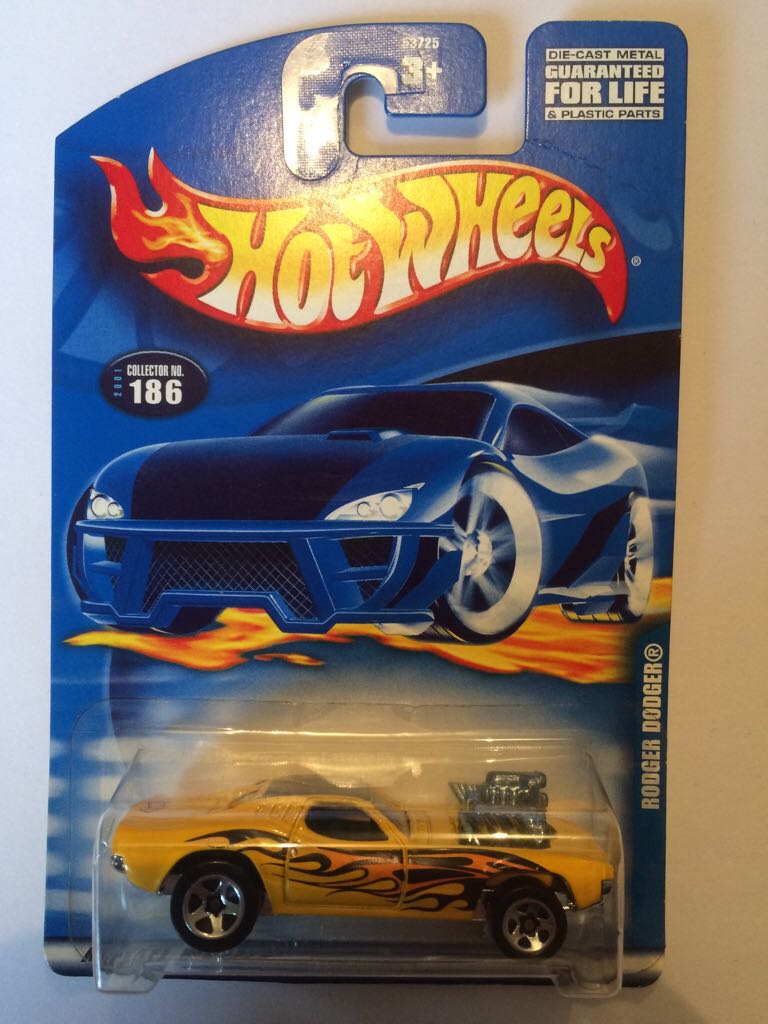 53725
3+
DIE-CAST METAL
GUARANTEED
FOR LIFE
& PLASTIC PARTS
HOT WHEELS®
2001
COLLECTOR NO.
186
RODGER DODGER®